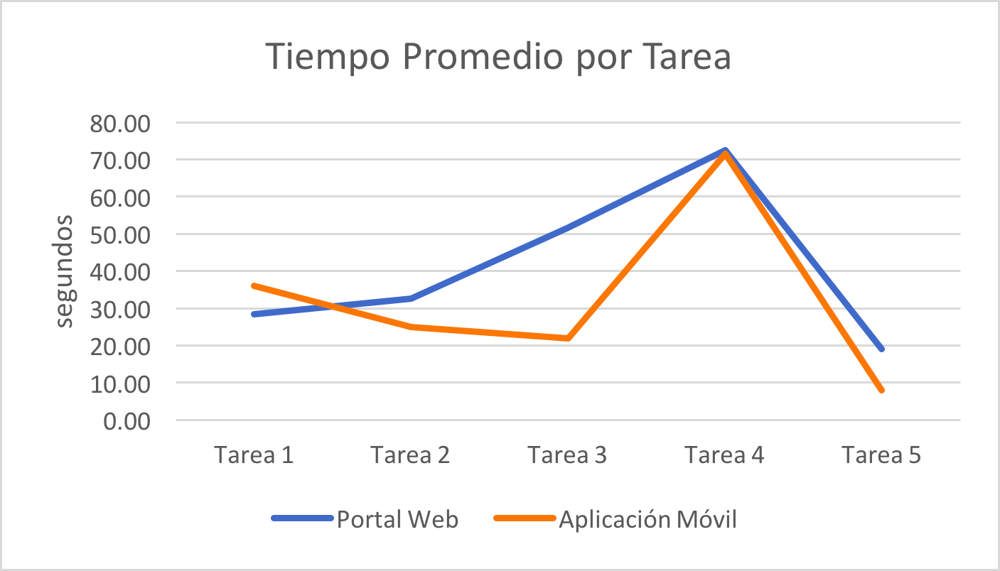 Tiempo Promedio por Tarea
80.00
70.00
60.00
50.00
40.00
30.00
20.00
10.00
0.00
segundos
Tarea 1 Tarea 2 Tarea 3 Tarea 4 Tarea 5
Portal Web Aplicación Móvil